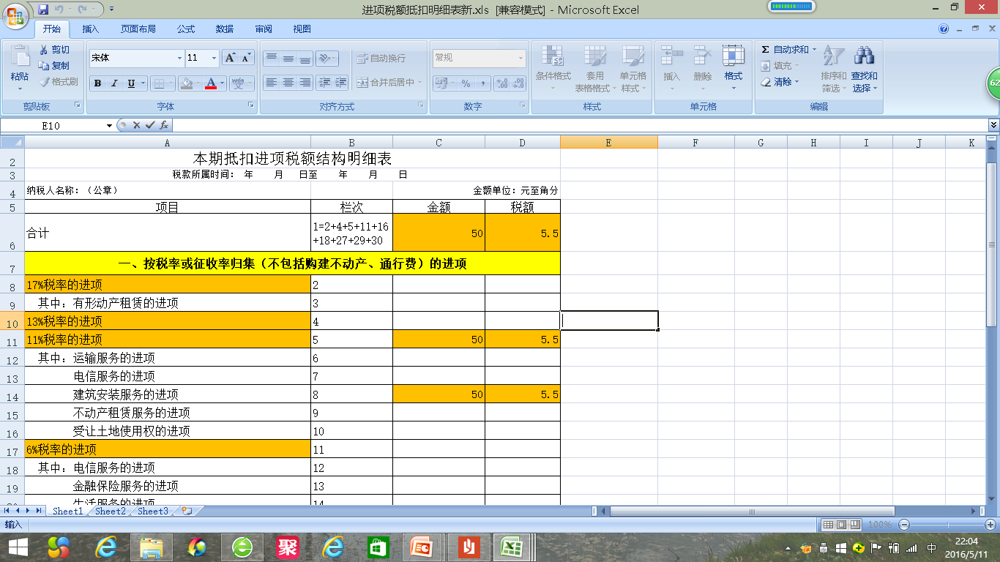 进项税额抵扣明细表新.xls [兼容模式] - Microsoft Excel
开始 插入 页面布局 公式 数据 审阅 视图
粘贴 剪切 复制 格式刷 剪贴板
宋体 11 B I U 字体
自动换行 合并后居中 对齐方式
常规 % , 数字
条件格式 套用表格格式 单元格样式 样式
插入 删除 格式 单元格
Σ 自动求和 填充 清除 排序和筛选 查找和选择 编辑
62
E10 fx
A B C D E F G H I J K
2 本期抵扣进项税额结构明细表
3 税款所属时间： 年 月 日至 年 月 日
4 纳税人名称：（公章） 金额单位：元至角分
5 项目 栏次 金额 税额
6 合计 1=2+4+5+11+16+18+27+29+30 50 5.5
7 一、按税率或征收率归集（不包括购建不动产、通行费）的进项
8 17%税率的进项 2
9 其中：有形动产租赁的进项 3
10 13%税率的进项 4
11 11%税率的进项 5 50 5.5
12 其中：运输服务的进项 6
13 电信服务的进项 7
14 建筑安装服务的进项 8 50 5.5
15 不动产租赁服务的进项 9
16 受让土地使用权的进项 10
17 6%税率的进项 11
18 其中：电信服务的进项 12
19 金融保险服务的进项 13
生活服务的进项 14
Sheet1 Sheet2 Sheet3
输入 100%
聚 中 22:04
2016/5/11